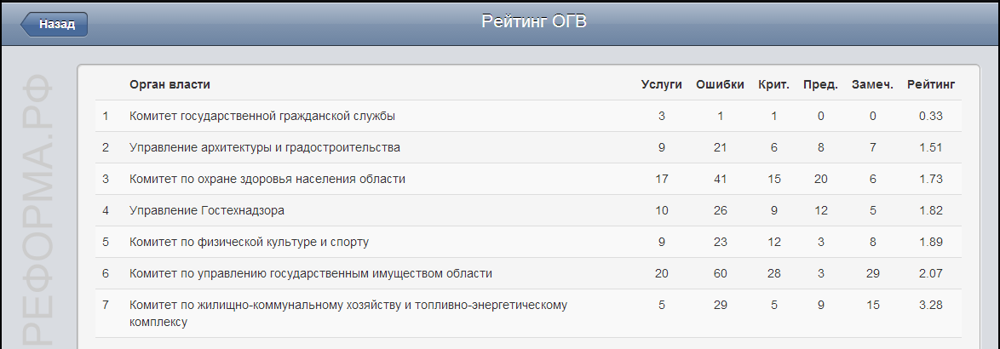 Назад
Рейтинг ОГВ
РЕФОРМА.РФ
Орган власти Услуги Ошибки Крит. Пред. Замеч. Рейтинг
1 Комитет государственной гражданской службы 3 1 1 0 0 0.33
2 Управление архитектуры и градостроительства 9 21 6 8 7 1.51
3 Комитет по охране здоровья населения области 17 41 15 20 6 1.73
4 Управление Гостехнадзора 10 26 9 12 5 1.82
5 Комитет по физической культуре и спорту 9 23 12 3 8 1.89
6 Комитет по управлению государственным имуществом области 20 60 28 3 29 2.07
7 Комитет по жилищно-коммунальному хозяйству и топливно-энергетическому 5 29 5 9 15 3.28
комплексу